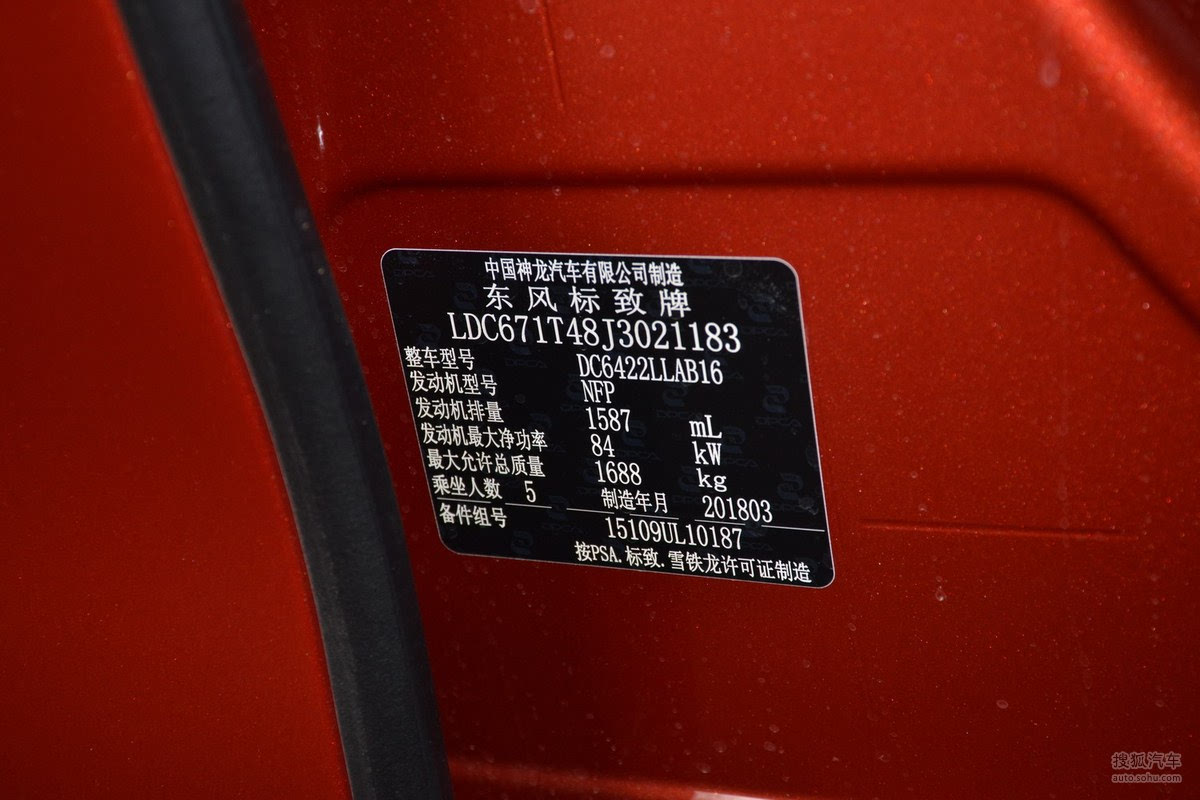 中国神龙汽车有限公司制造
东风标致牌
LDC671T48J3021183
整车型号 DC6422LLAB16
发动机型号 NFP
发动机排量 1587 mL
发动机最大净功率 84 kW
最大允许总质量 1688 kg
乘坐人数 5 制造年月 201803
备件组号 15109UL10187
按PSA.标致.雪铁龙许可证制造
搜狐汽车
auto.sohu.com